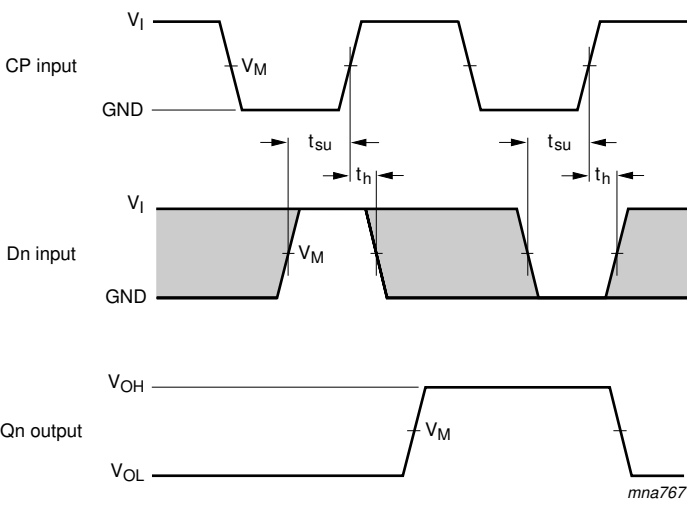 VI
CP input
VM
GND
tsu
tsu
th
th
VI
Dn input
VM
GND
VOH
Qn output
VM
VOL
mna767